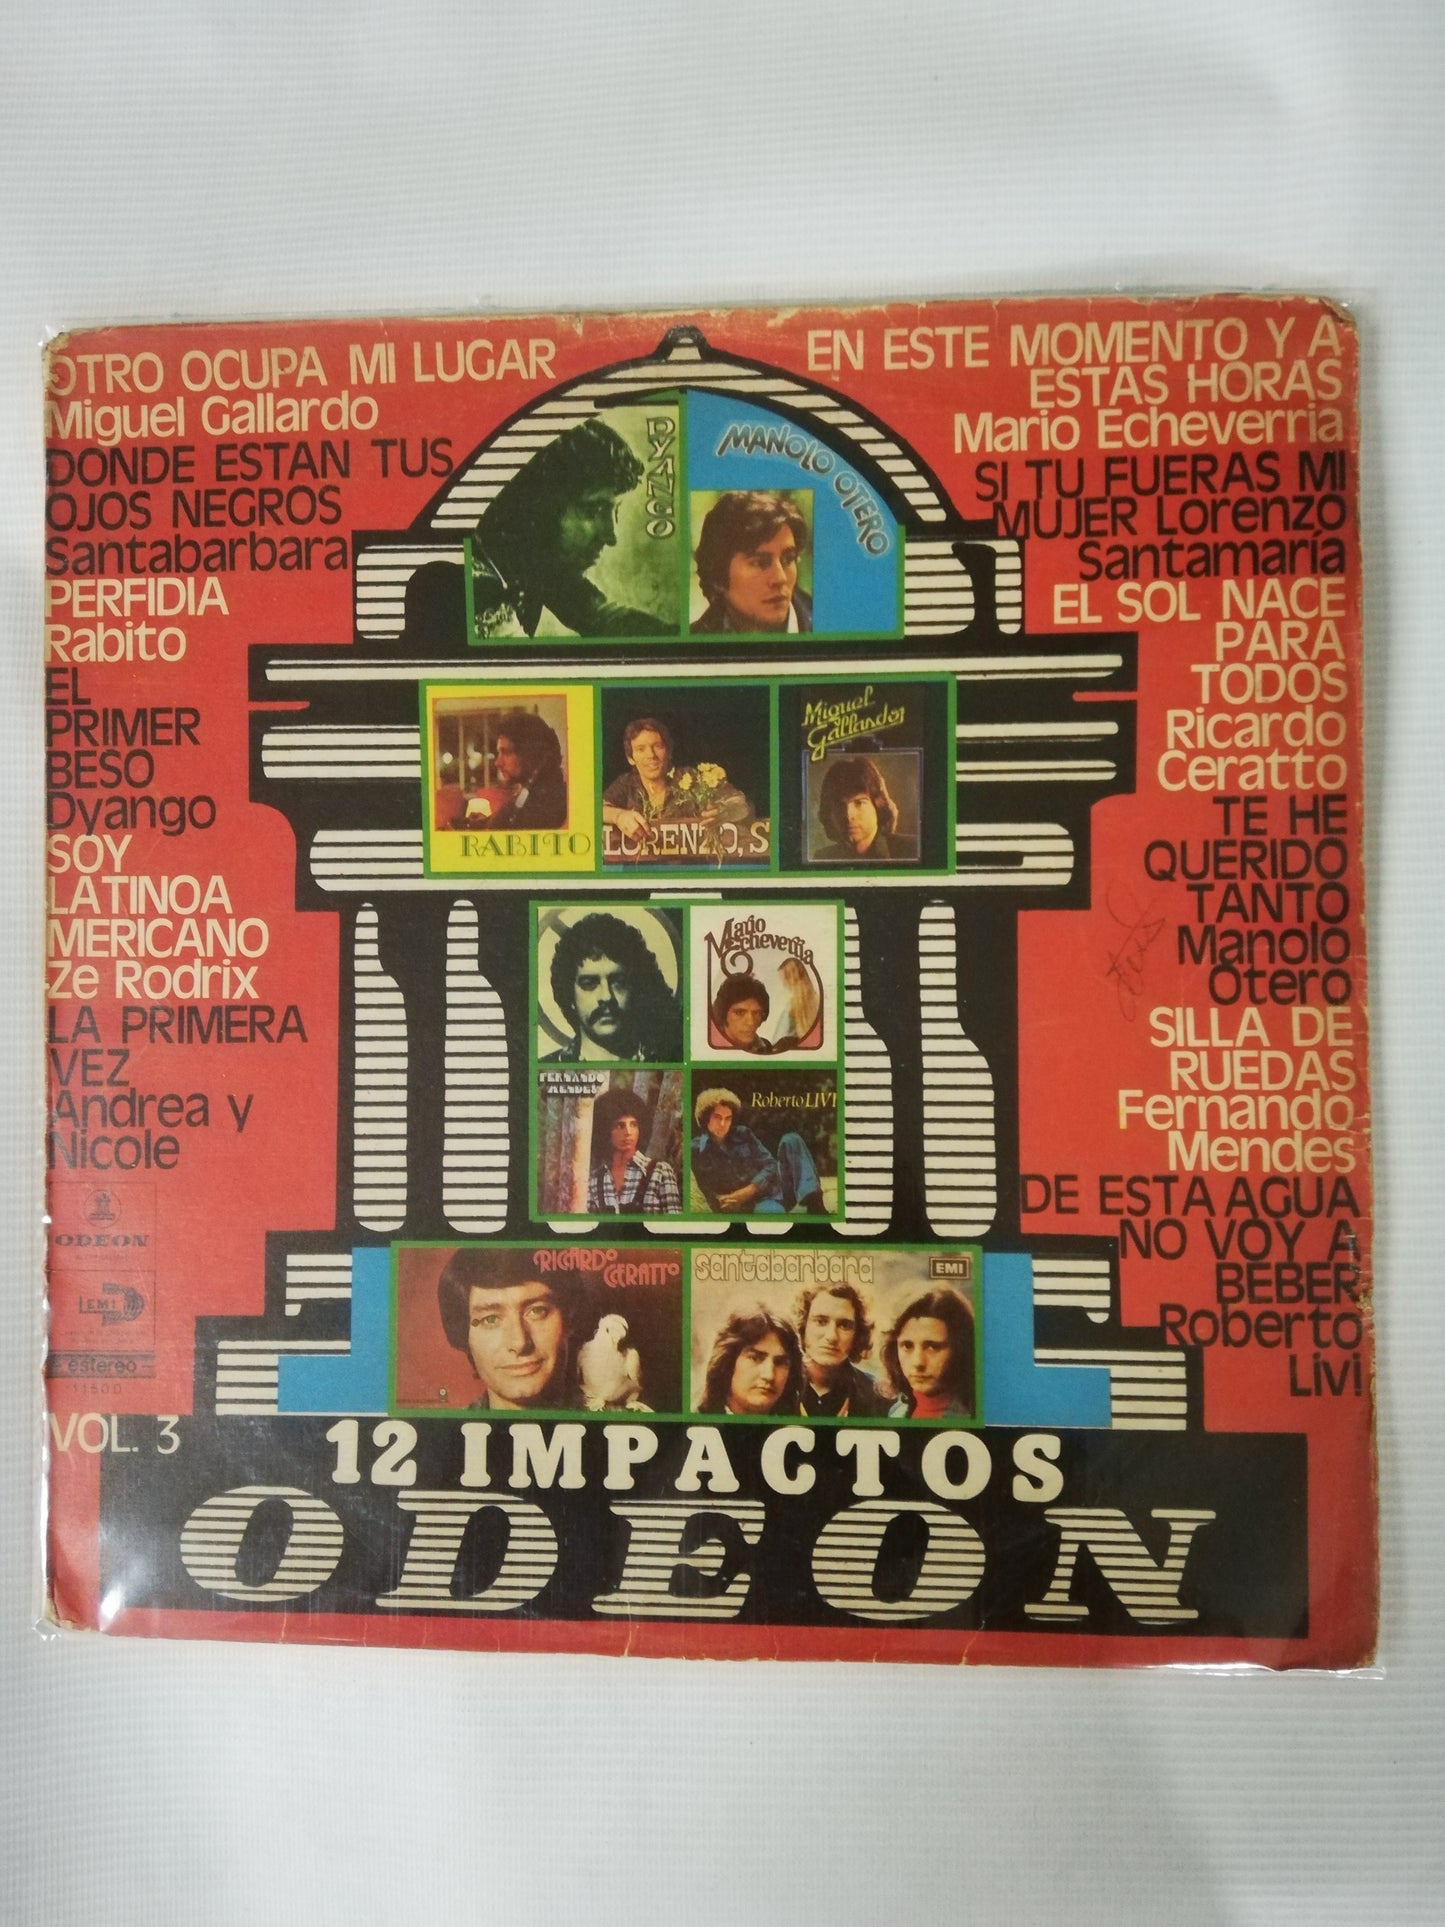 OTRO OCUPA MI LUGAR
Miguel Gallardo
DONDE ESTAN TUS
OJOS NEGROS
Santabarbara
PERFIDIA
Rabito
EL
PRIMER
BESO
Dyango
SOY
LATINOA
MERICANO
Ze Rodrix
LA PRIMERA
VEZ
Andrea y
Nicole
ODEON
EMI
estereo
11500
VOL. 3
EN ESTE MOMENTO Y A
ESTAS HORAS
Mario Echeverria
SI TU FUERAS MI
MUJER Lorenzo
Santamaría
EL SOL NACE
PARA
TODOS
Ricardo
Ceratto
TE HE
QUERIDO
TANTO
Manolo
Otero
SILLA DE
RUEDAS
Fernando
Mendes
DE ESTA AGUA
NO VOY A
BEBER
Roberto
Livi
DYANGO
MANOLO OTERO
RABITO
LORENZO, S
Miguel
Gallardo
Mario
Echeverria
FERNANDO
MENDES
Roberto LIVI
RICARDO
CERATTO
santabarbara
EMI
12 IMPACTOS
ODEON